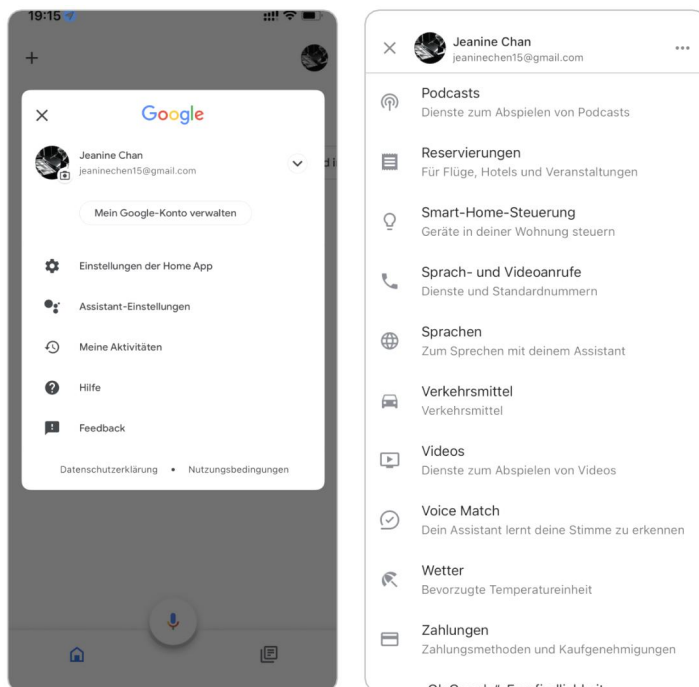 19:15
Google
Jeanine Chan
jeaninechen15@gmail.com
Mein Google-Konto verwalten
Einstellungen der Home App
Assistant-Einstellungen
Meine Aktivitäten
Hilfe
Feedback
Datenschutzerklärung • Nutzungsbedingungen
Jeanine Chan
jeaninechen15@gmail.com
Podcasts
Dienste zum Abspielen von Podcasts
Reservierungen
Für Flüge, Hotels und Veranstaltungen
Smart-Home-Steuerung
Geräte in deiner Wohnung steuern
Sprach- und Videoanrufe
Dienste und Standardnummern
Sprachen
Zum Sprechen mit deinem Assistant
Verkehrsmittel
Verkehrsmittel
Videos
Dienste zum Abspielen von Videos
Voice Match
Dein Assistant lernt deine Stimme zu erkennen
Wetter
Bevorzugte Temperatureinheit
Zahlungen
Zahlungsmethoden und Kaufgenehmigungen